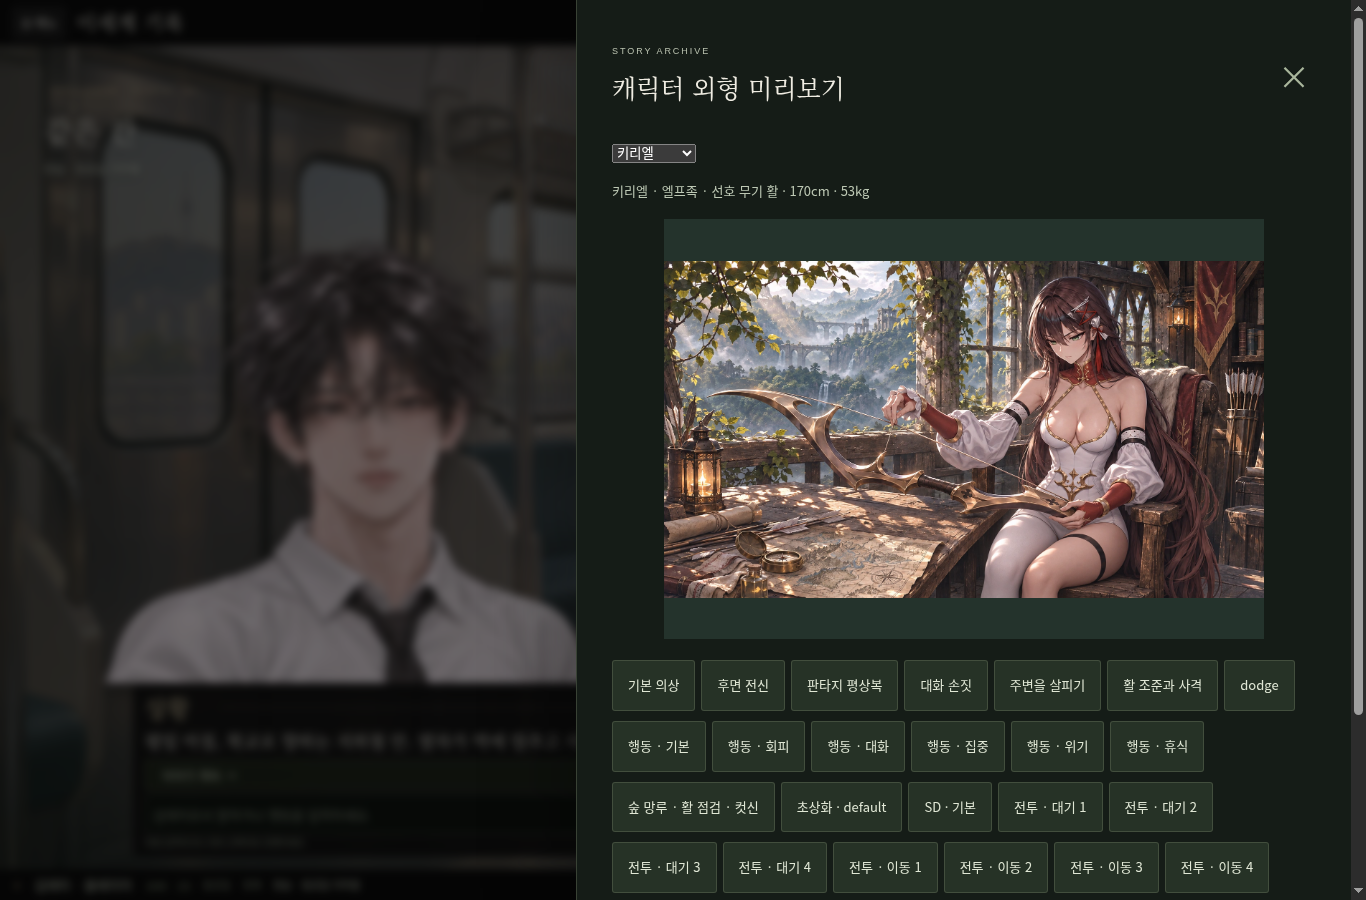 STORY ARCHIVE
캐릭터 외형 미리보기
키리엘
키리엘 · 엘프족 · 선호 무기 활 · 170cm · 53kg
기본 의상 후면 전신 판타지 평상복 대화 손짓 주변을 살피기 활 조준과 사격 dodge
행동 · 기본 행동 · 회피 행동 · 대화 행동 · 집중 행동 · 위기 행동 · 휴식
숲 망루 · 활 점검 · 컷신 초상화 · default SD · 기본 전투 · 대기 1 전투 · 대기 2
전투 · 대기 3 전투 · 대기 4 전투 · 이동 1 전투 · 이동 2 전투 · 이동 3 전투 · 이동 4